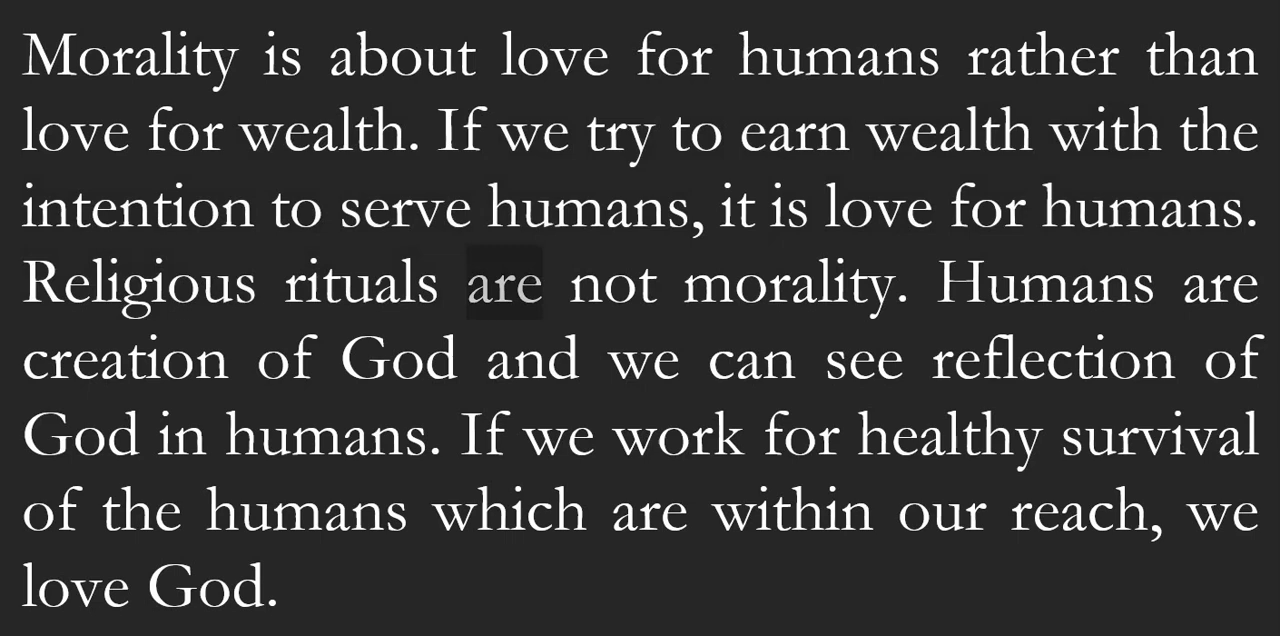 Morality is about love for humans rather than
love for wealth. If we try to earn wealth with the
intention to serve humans, it is love for humans.
Religious rituals are not morality. Humans are
creation of God and we can see reflection of
God in humans. If we work for healthy survival
of the humans which are within our reach, we
love God.